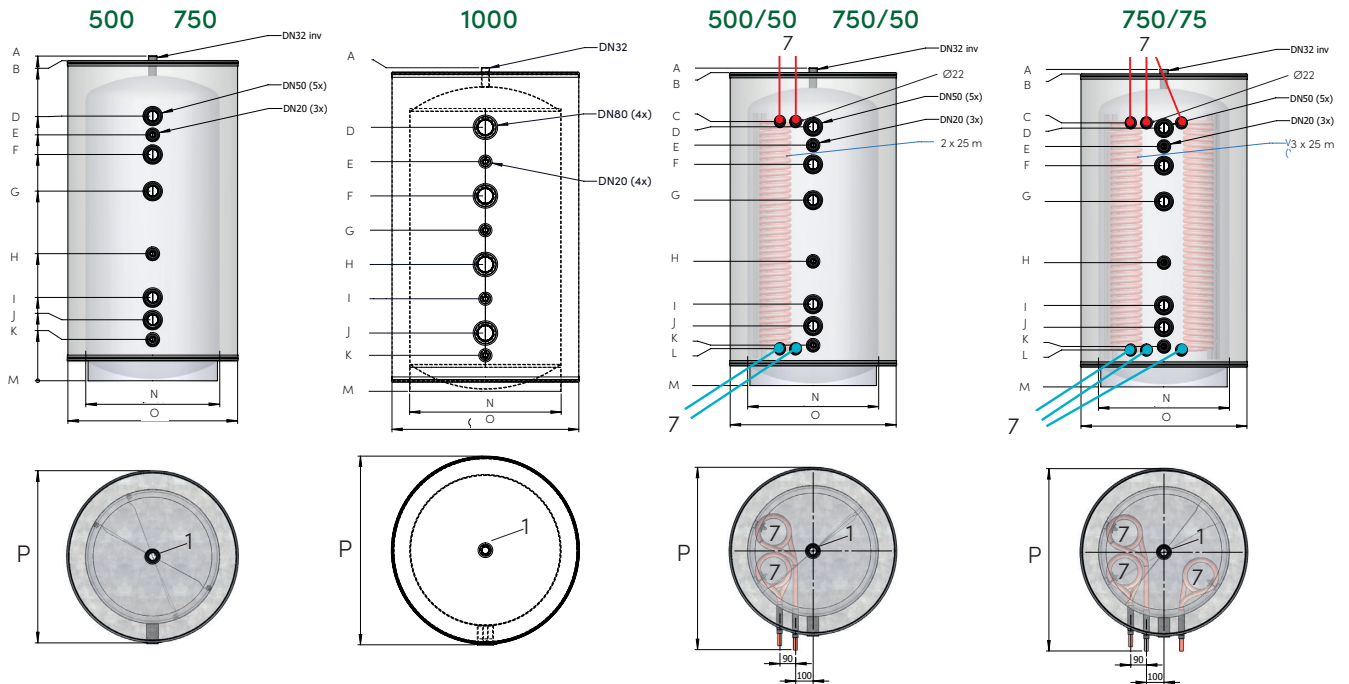 500 750
A
B
D
E
F
G
H
I
J
K
M
DN32 inv
DN50 (5x)
DN20 (3x)
N
O
P
1
1000
A
D
E
F
G
H
I
J
K
M
DN32
DN80 (4x)
DN20 (4x)
N
O
P
1
500/50 750/50
7
A
B
C
D
E
F
G
H
I
J
K
L
M
DN32 inv
Ø22
DN50 (5x)
DN20 (3x)
2 x 25 m
N
O
7
P
7
7
1
90
100
750/75
7
A
B
C
D
E
F
G
H
I
J
K
L
M
DN32 inv
Ø22
DN50 (5x)
DN20 (3x)
3 x 25 m
N
O
7
P
7
7
7
1
90
100